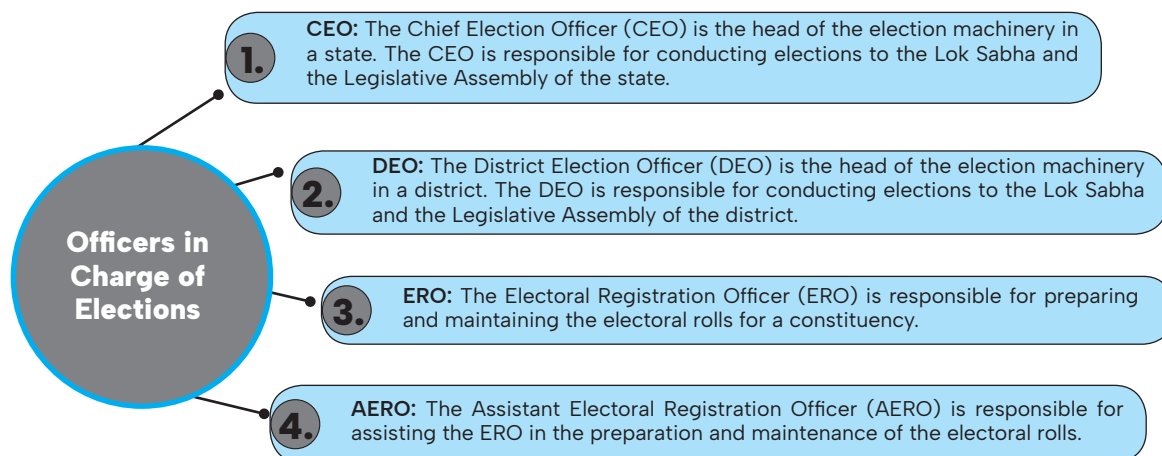 Officers in
Charge of
Elections
1.
CEO: The Chief Election Officer (CEO) is the head of the election machinery in
a state. The CEO is responsible for conducting elections to the Lok Sabha and
the Legislative Assembly of the state.
2.
DEO: The District Election Officer (DEO) is the head of the election machinery
in a district. The DEO is responsible for conducting elections to the Lok Sabha
and the Legislative Assembly of the district.
3.
ERO: The Electoral Registration Officer (ERO) is responsible for preparing
and maintaining the electoral rolls for a constituency.
4.
AERO: The Assistant Electoral Registration Officer (AERO) is responsible for
assisting the ERO in the preparation and maintenance of the electoral rolls.